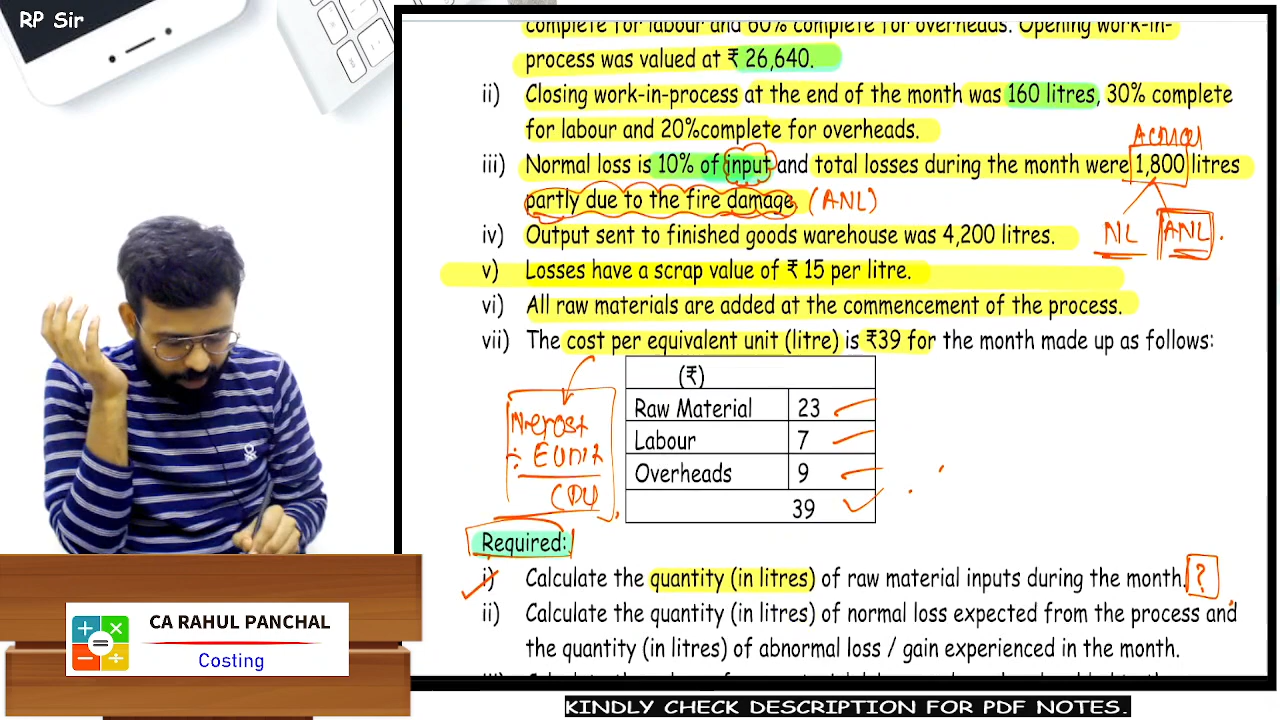 RP Sir
complete for labour and 60% complete for overheads. Opening work-in-
process was valued at ₹ 26,640.
ii) Closing work-in-process at the end of the month was 160 litres, 30% complete
for labour and 20%complete for overheads.
Actual
iii) Normal loss is 10% of input and total losses during the month were 1,800 litres
partly due to the fire damage. (ANL)
iv) Output sent to finished goods warehouse was 4,200 litres.
NL ANL
v) Losses have a scrap value of ₹ 15 per litre.
vi) All raw materials are added at the commencement of the process.
vii) The cost per equivalent unit (litre) is ₹39 for the month made up as follows:
(₹)
Raw Material 23
Labour 7
Overheads 9
39
÷ EUnit
CPU
Required:
i) Calculate the quantity (in litres) of raw material inputs during the month. ?
ii) Calculate the quantity (in litres) of normal loss expected from the process and
the quantity (in litres) of abnormal loss / gain experienced in the month.
CA RAHUL PANCHAL
Costing
KINDLY CHECK DESCRIPTION FOR PDF NOTES.